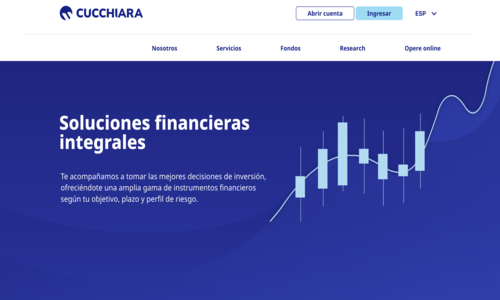 CUCCHIARA
Abrir cuenta
Ingresar
ESP
Nosotros
Servicios
Fondos
Research
Opere online
Soluciones financieras
integrales
Te acompañamos a tomar las mejores decisiones de inversión,
ofreciéndote una amplia gama de instrumentos financieros
según tu objetivo, plazo y perfil de riesgo.